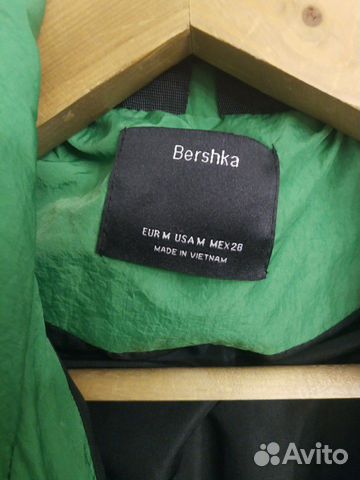 Bershka
EUR M USA M MEX 28
MADE IN VIETNAM
Avito